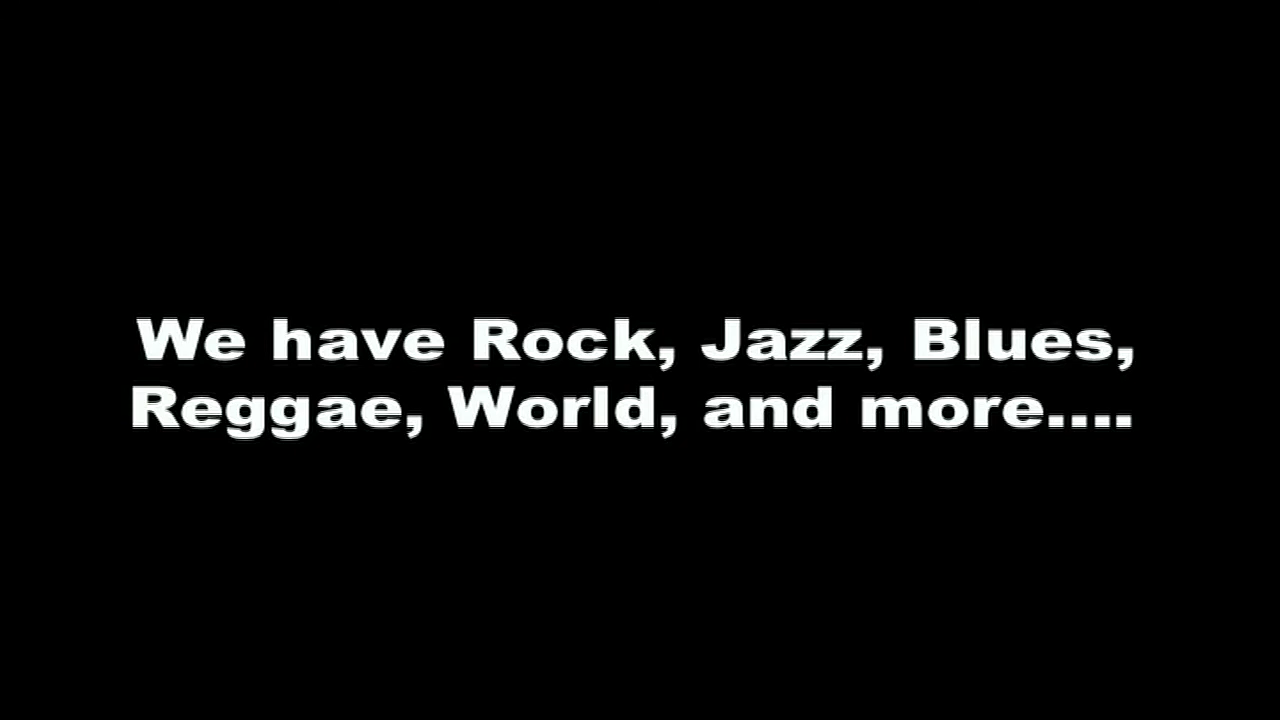 We have Rock, Jazz, Blues,
Reggae, World, and more....